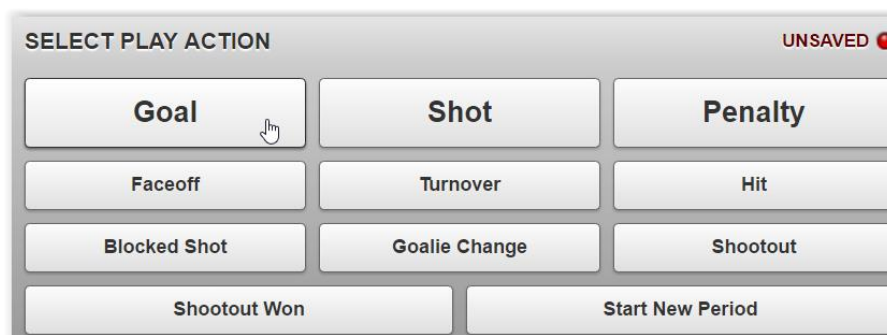 SELECT PLAY ACTION UNSAVED
Goal Shot Penalty
Faceoff Turnover Hit
Blocked Shot Goalie Change Shootout
Shootout Won Start New Period